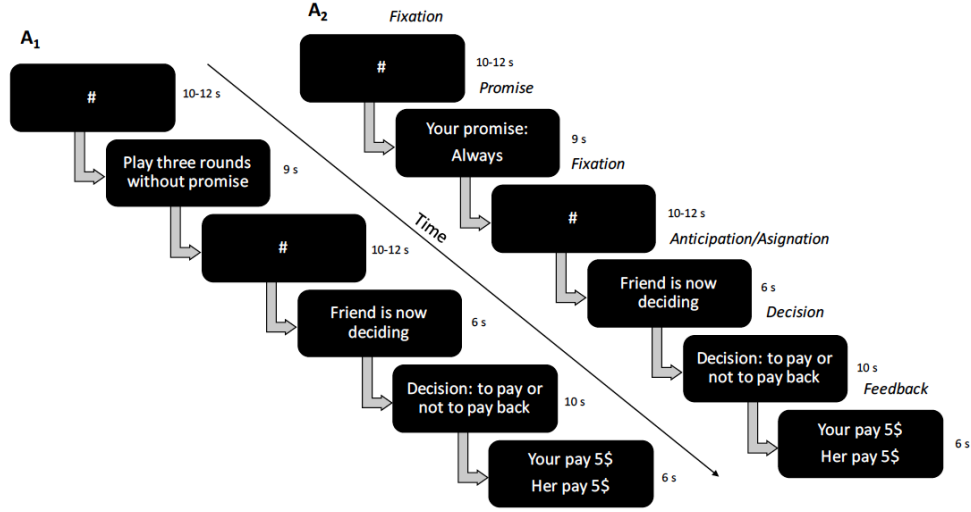 A1
#
10-12 s
Play three rounds
without promise
9 s
#
10-12 s
Friend is now
deciding
6 s
Decision: to pay or
not to pay back
10 s
Your pay 5$
Her pay 5$
6 s
Time
A2
Fixation
#
10-12 s
Promise
Your promise:
Always
9 s
Fixation
#
10-12 s
Anticipation/Asignation
Friend is now
deciding
6 s
Decision
Decision: to pay or
not to pay back
10 s
Feedback
Your pay 5$
Her pay 5$
6 s